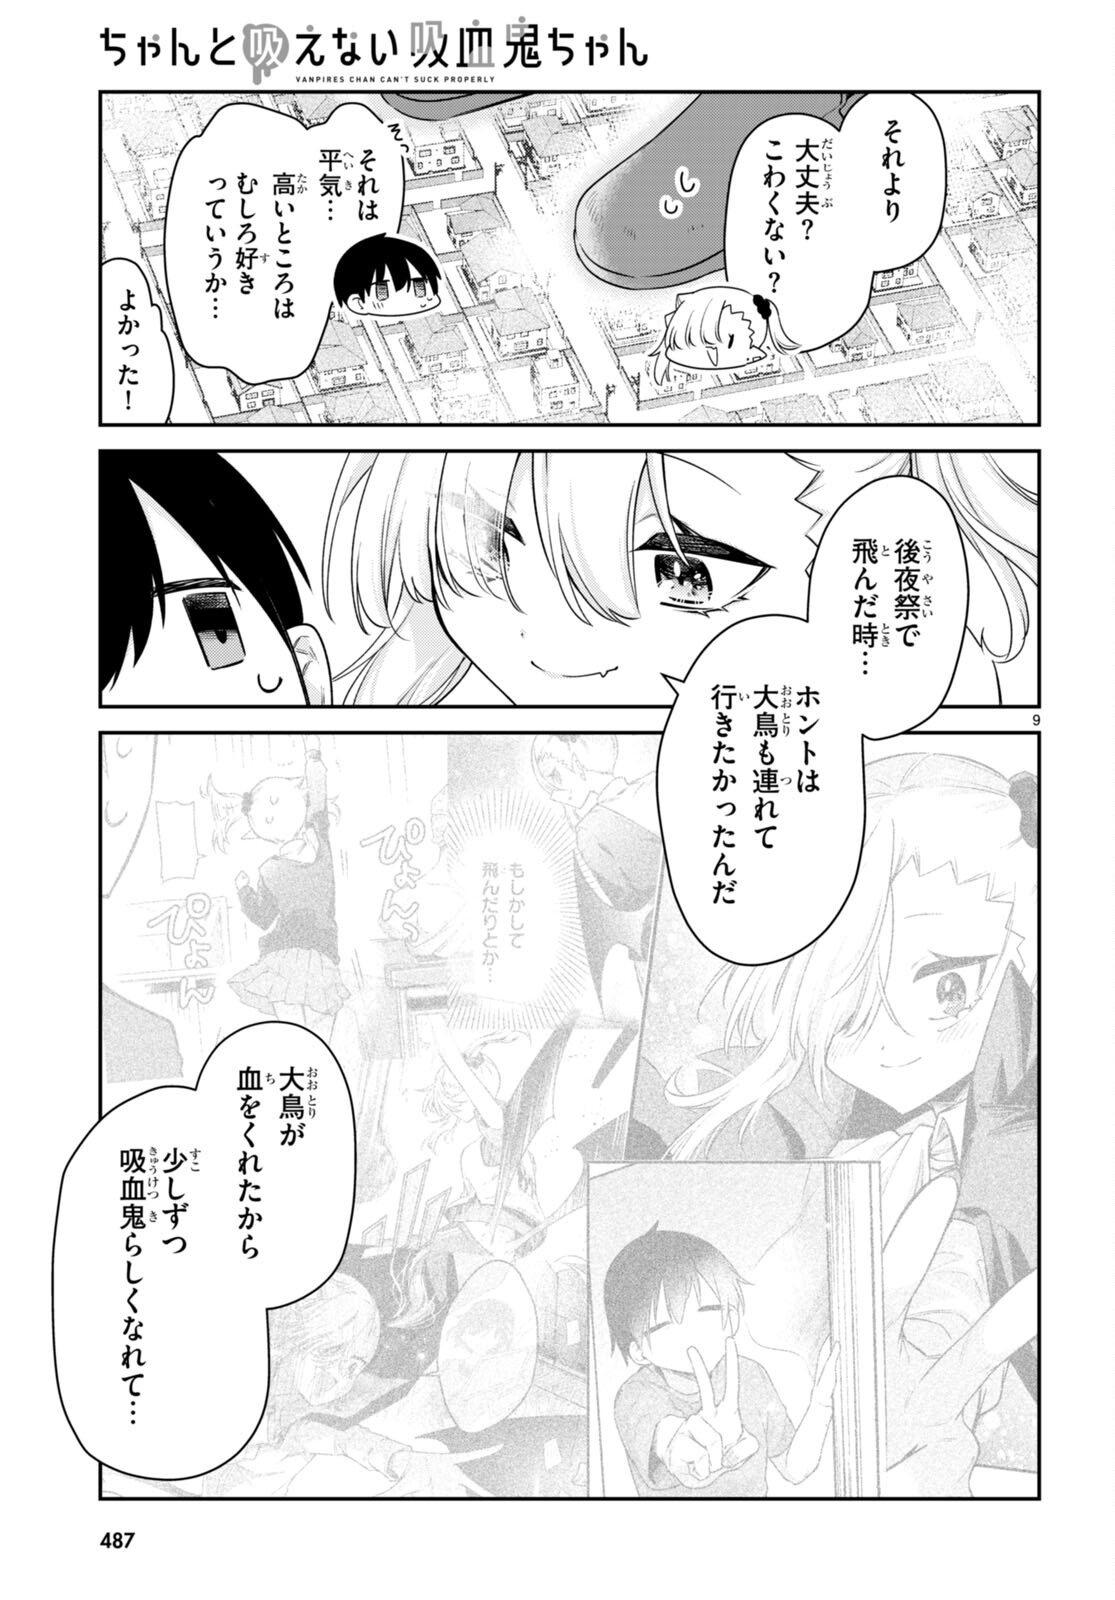 ちゃんと吸えない吸血鬼ちゃん
VANPIRES CHAN CAN'T SUCK PROPERLY
それより
大丈夫?
こわくない?
そっ
それは
平気…
高いところは
むしろ好き
っていうか…
よかった!
後夜祭で
飛んだ時…
ホントは
大鳥も連れて
行きたかったんだ
9
もしかして
飛んだりとか…
ぴょんっ
ぴょん
大鳥が
血をくれたから
少しずつ
吸血鬼らしくなれて…
487